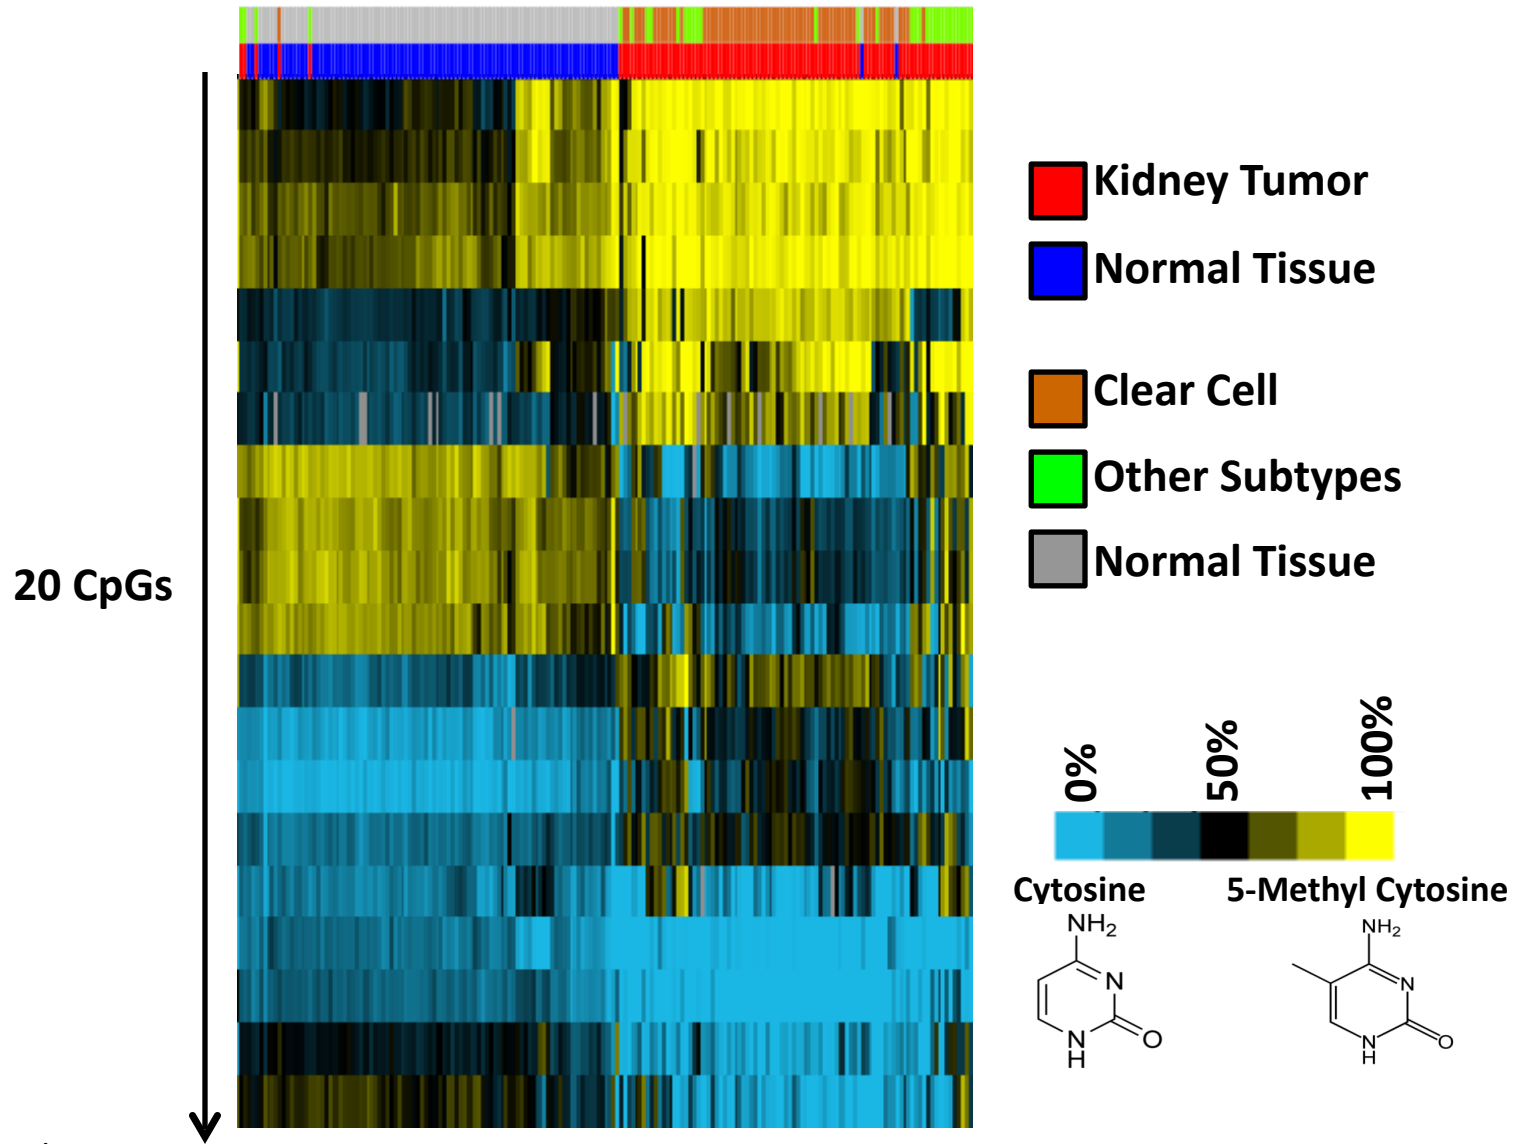 Kidney Tumor
Normal Tissue
Clear Cell
Other Subtypes
Normal Tissue
20 CpGs
0%
50%
100%
Cytosine
5-Methyl Cytosine
NH2
N
N
H
O
NH2
N
N
H
O